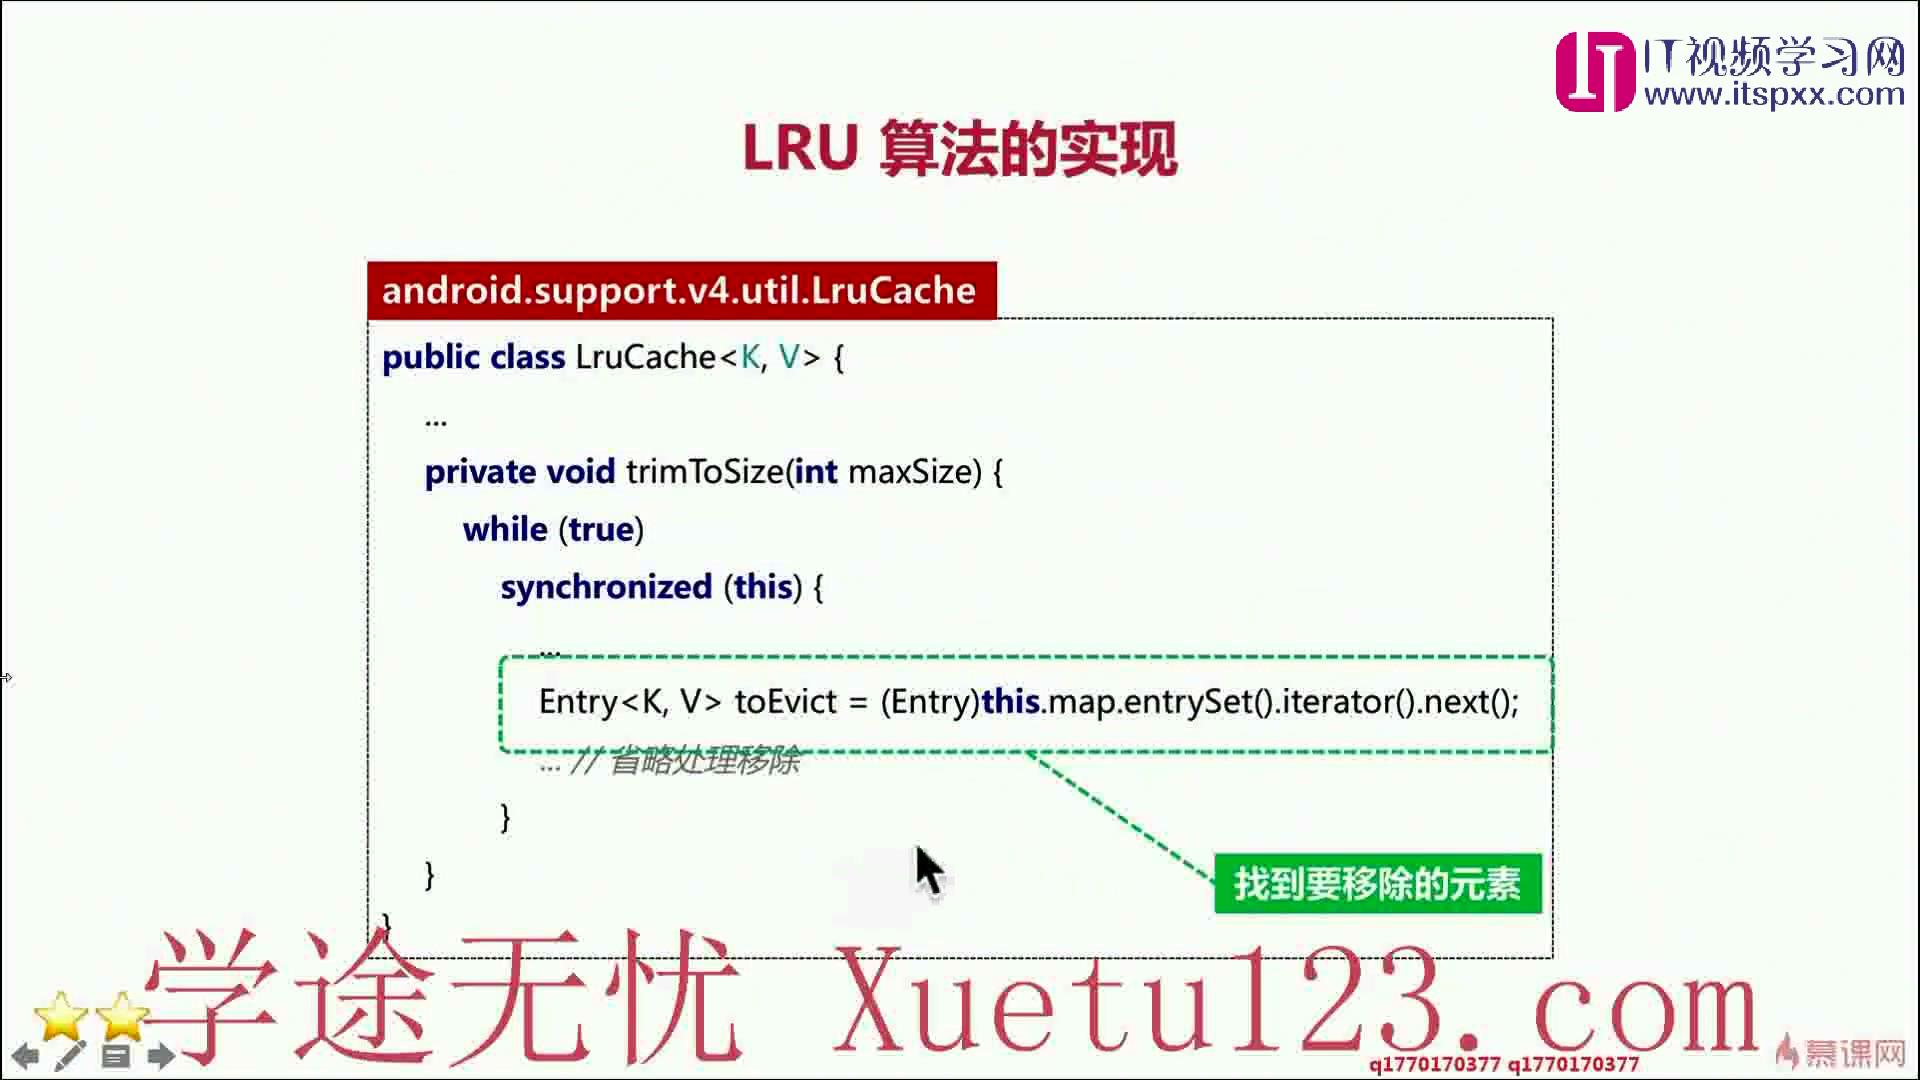 IT视频学习网
www.itspxx.com
LRU 算法的实现
android.support.v4.util.LruCache
public class LruCache<K, V> {
...
private void trimToSize(int maxSize) {
while (true)
synchronized (this) {
...
Entry<K, V> toEvict = (Entry)this.map.entrySet().iterator().next();
... // 省略处理移除
}
}
找到要移除的元素
}
学途无忧 Xuetu123.com
q1770170377 q1770170377
慕课网